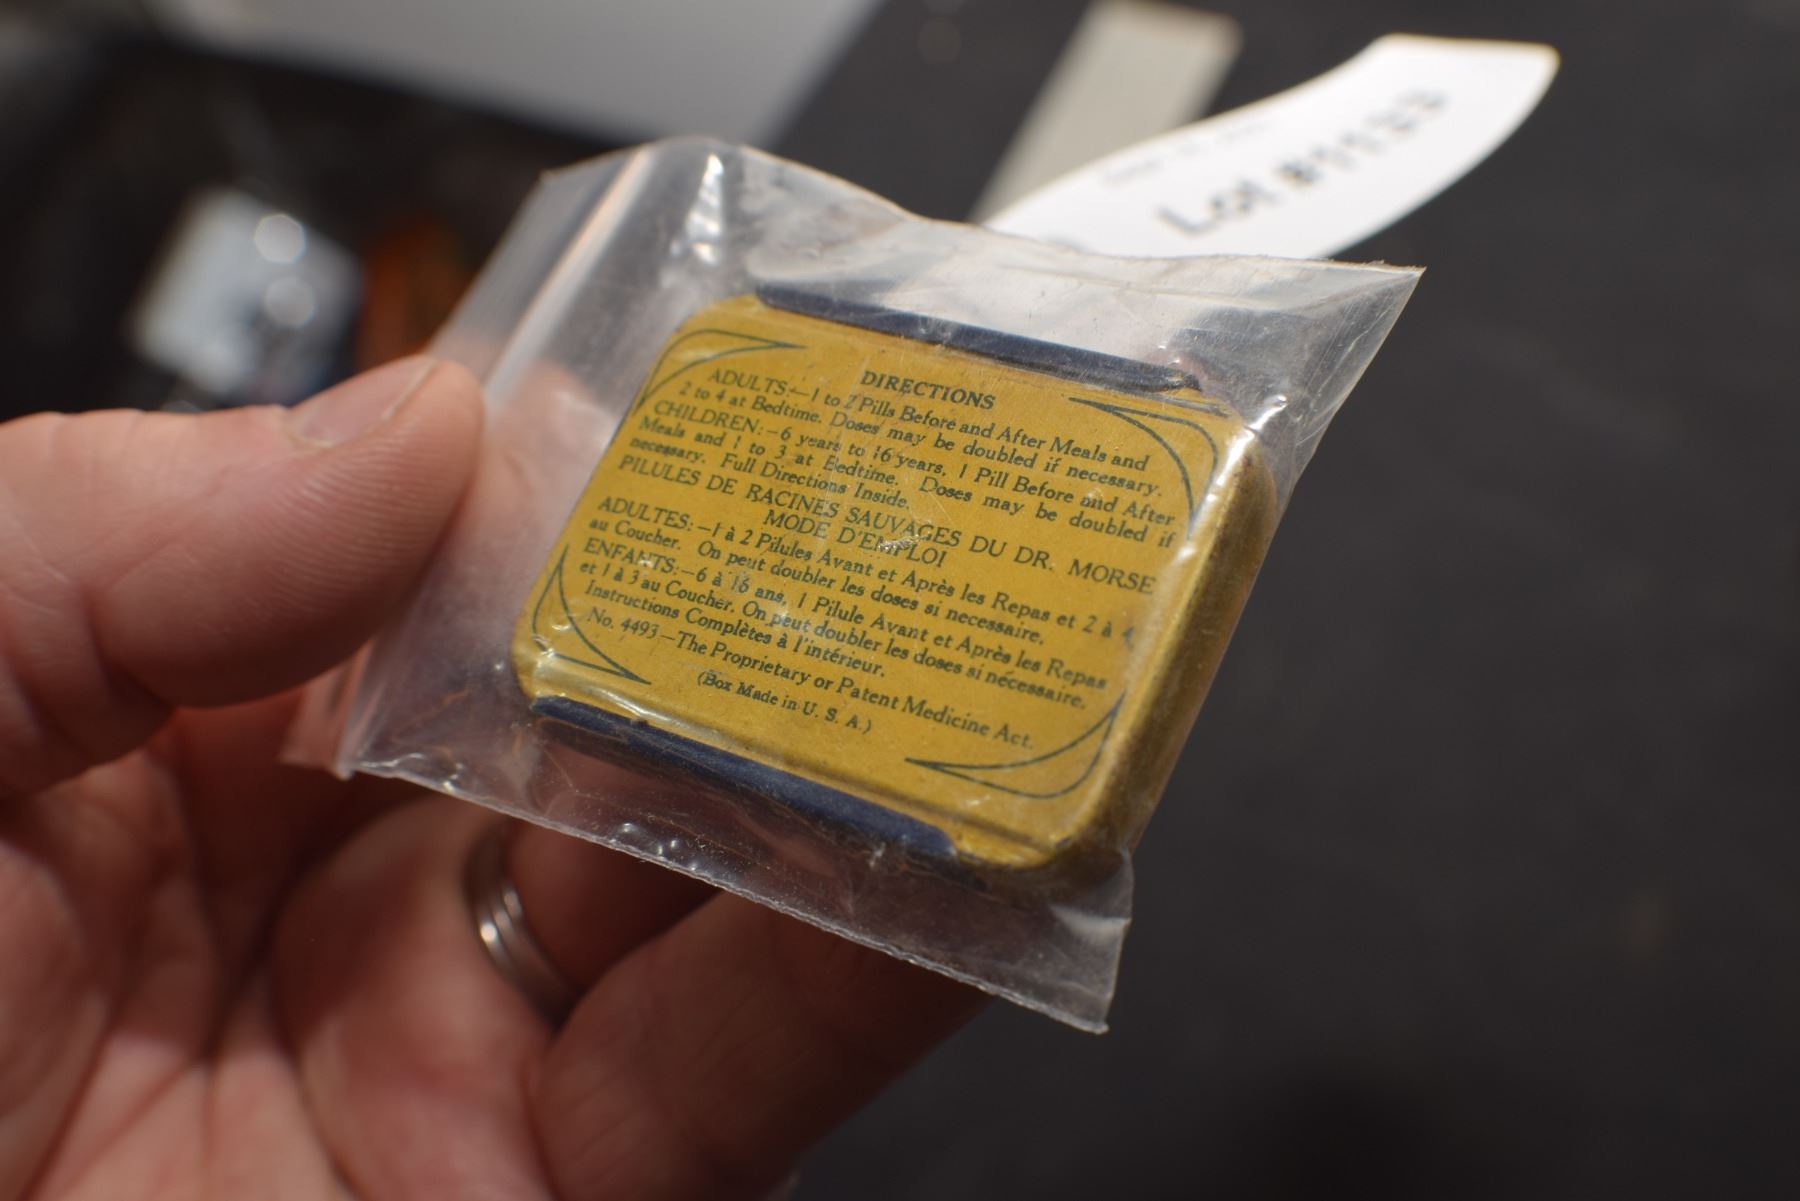 Lot #1133
DIRECTIONS
ADULTS:—1 to 2 Pills Before and After Meals and
2 to 4 at Bedtime. Doses may be doubled if necessary.
CHILDREN:—6 years to 16 years, 1 Pill Before and After
Meals and 1 to 3 at Bedtime. Doses may be doubled if
necessary. Full Directions Inside.
PILULES DE RACINES SAUVAGES DU DR. MORSE
MODE D'EMPLOI
ADULTES:—1 à 2 Pilules Avant et Après les Repas et 2 à 4
au Coucher. On peut doubler les doses si necessaire.
ENFANTS:—6 à 16 ans, 1 Pilule Avant et Après les Repas
et 1 à 3 au Coucher. On peut doubler les doses si nécessaire.
Instructions Complètes à l'intérieur.
No. 4493—The Proprietary or Patent Medicine Act.
(Box Made in U. S. A.)